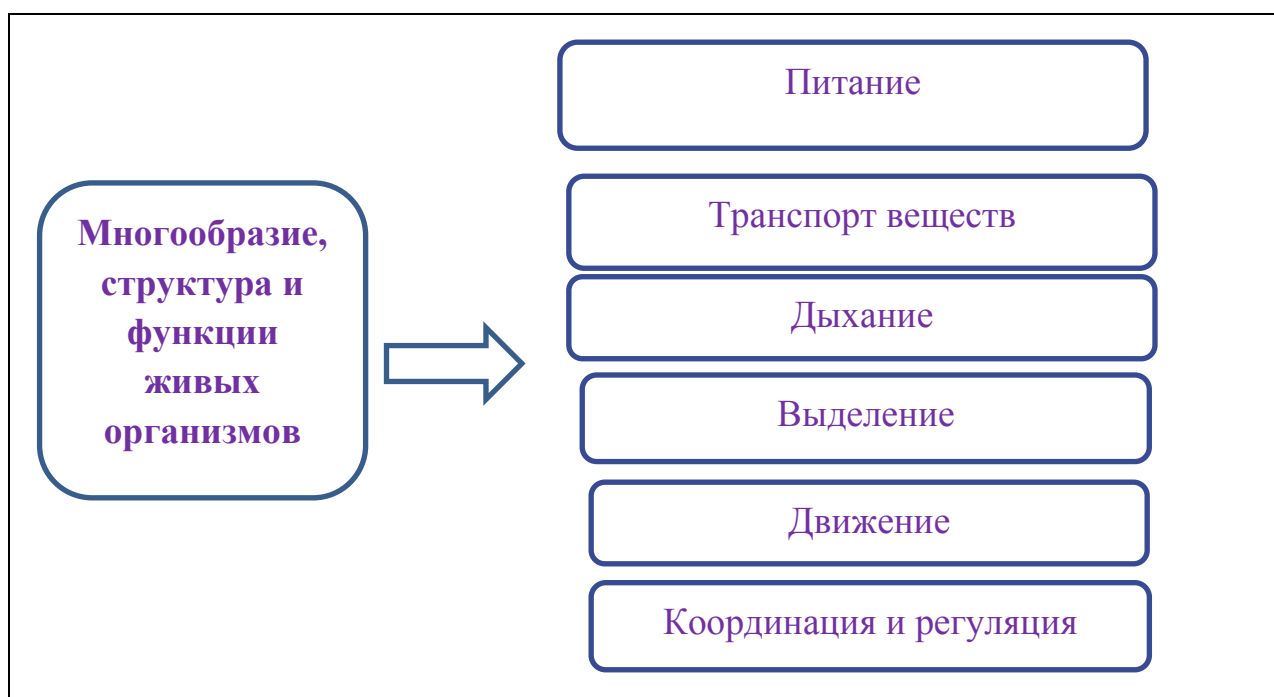 Многообразие,
структура и
функции
живых
организмов
Питание
Транспорт веществ
Дыхание
Выделение
Движение
Координация и регуляция